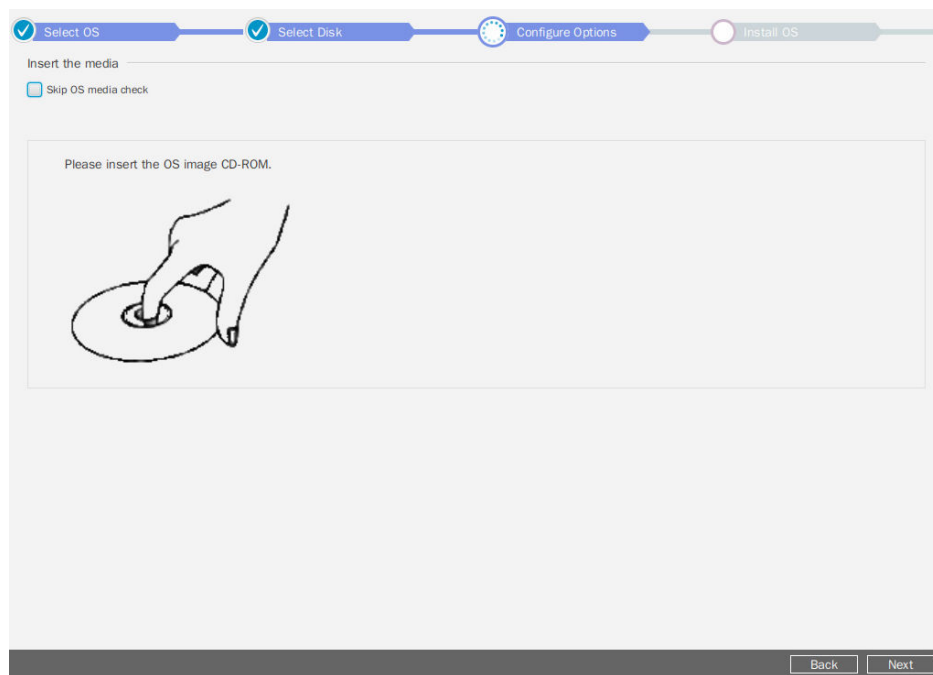 Select OS
Select Disk
Configure Options
Install OS
Insert the media
Skip OS media check
Please insert the OS image CD-ROM.
Back
Next